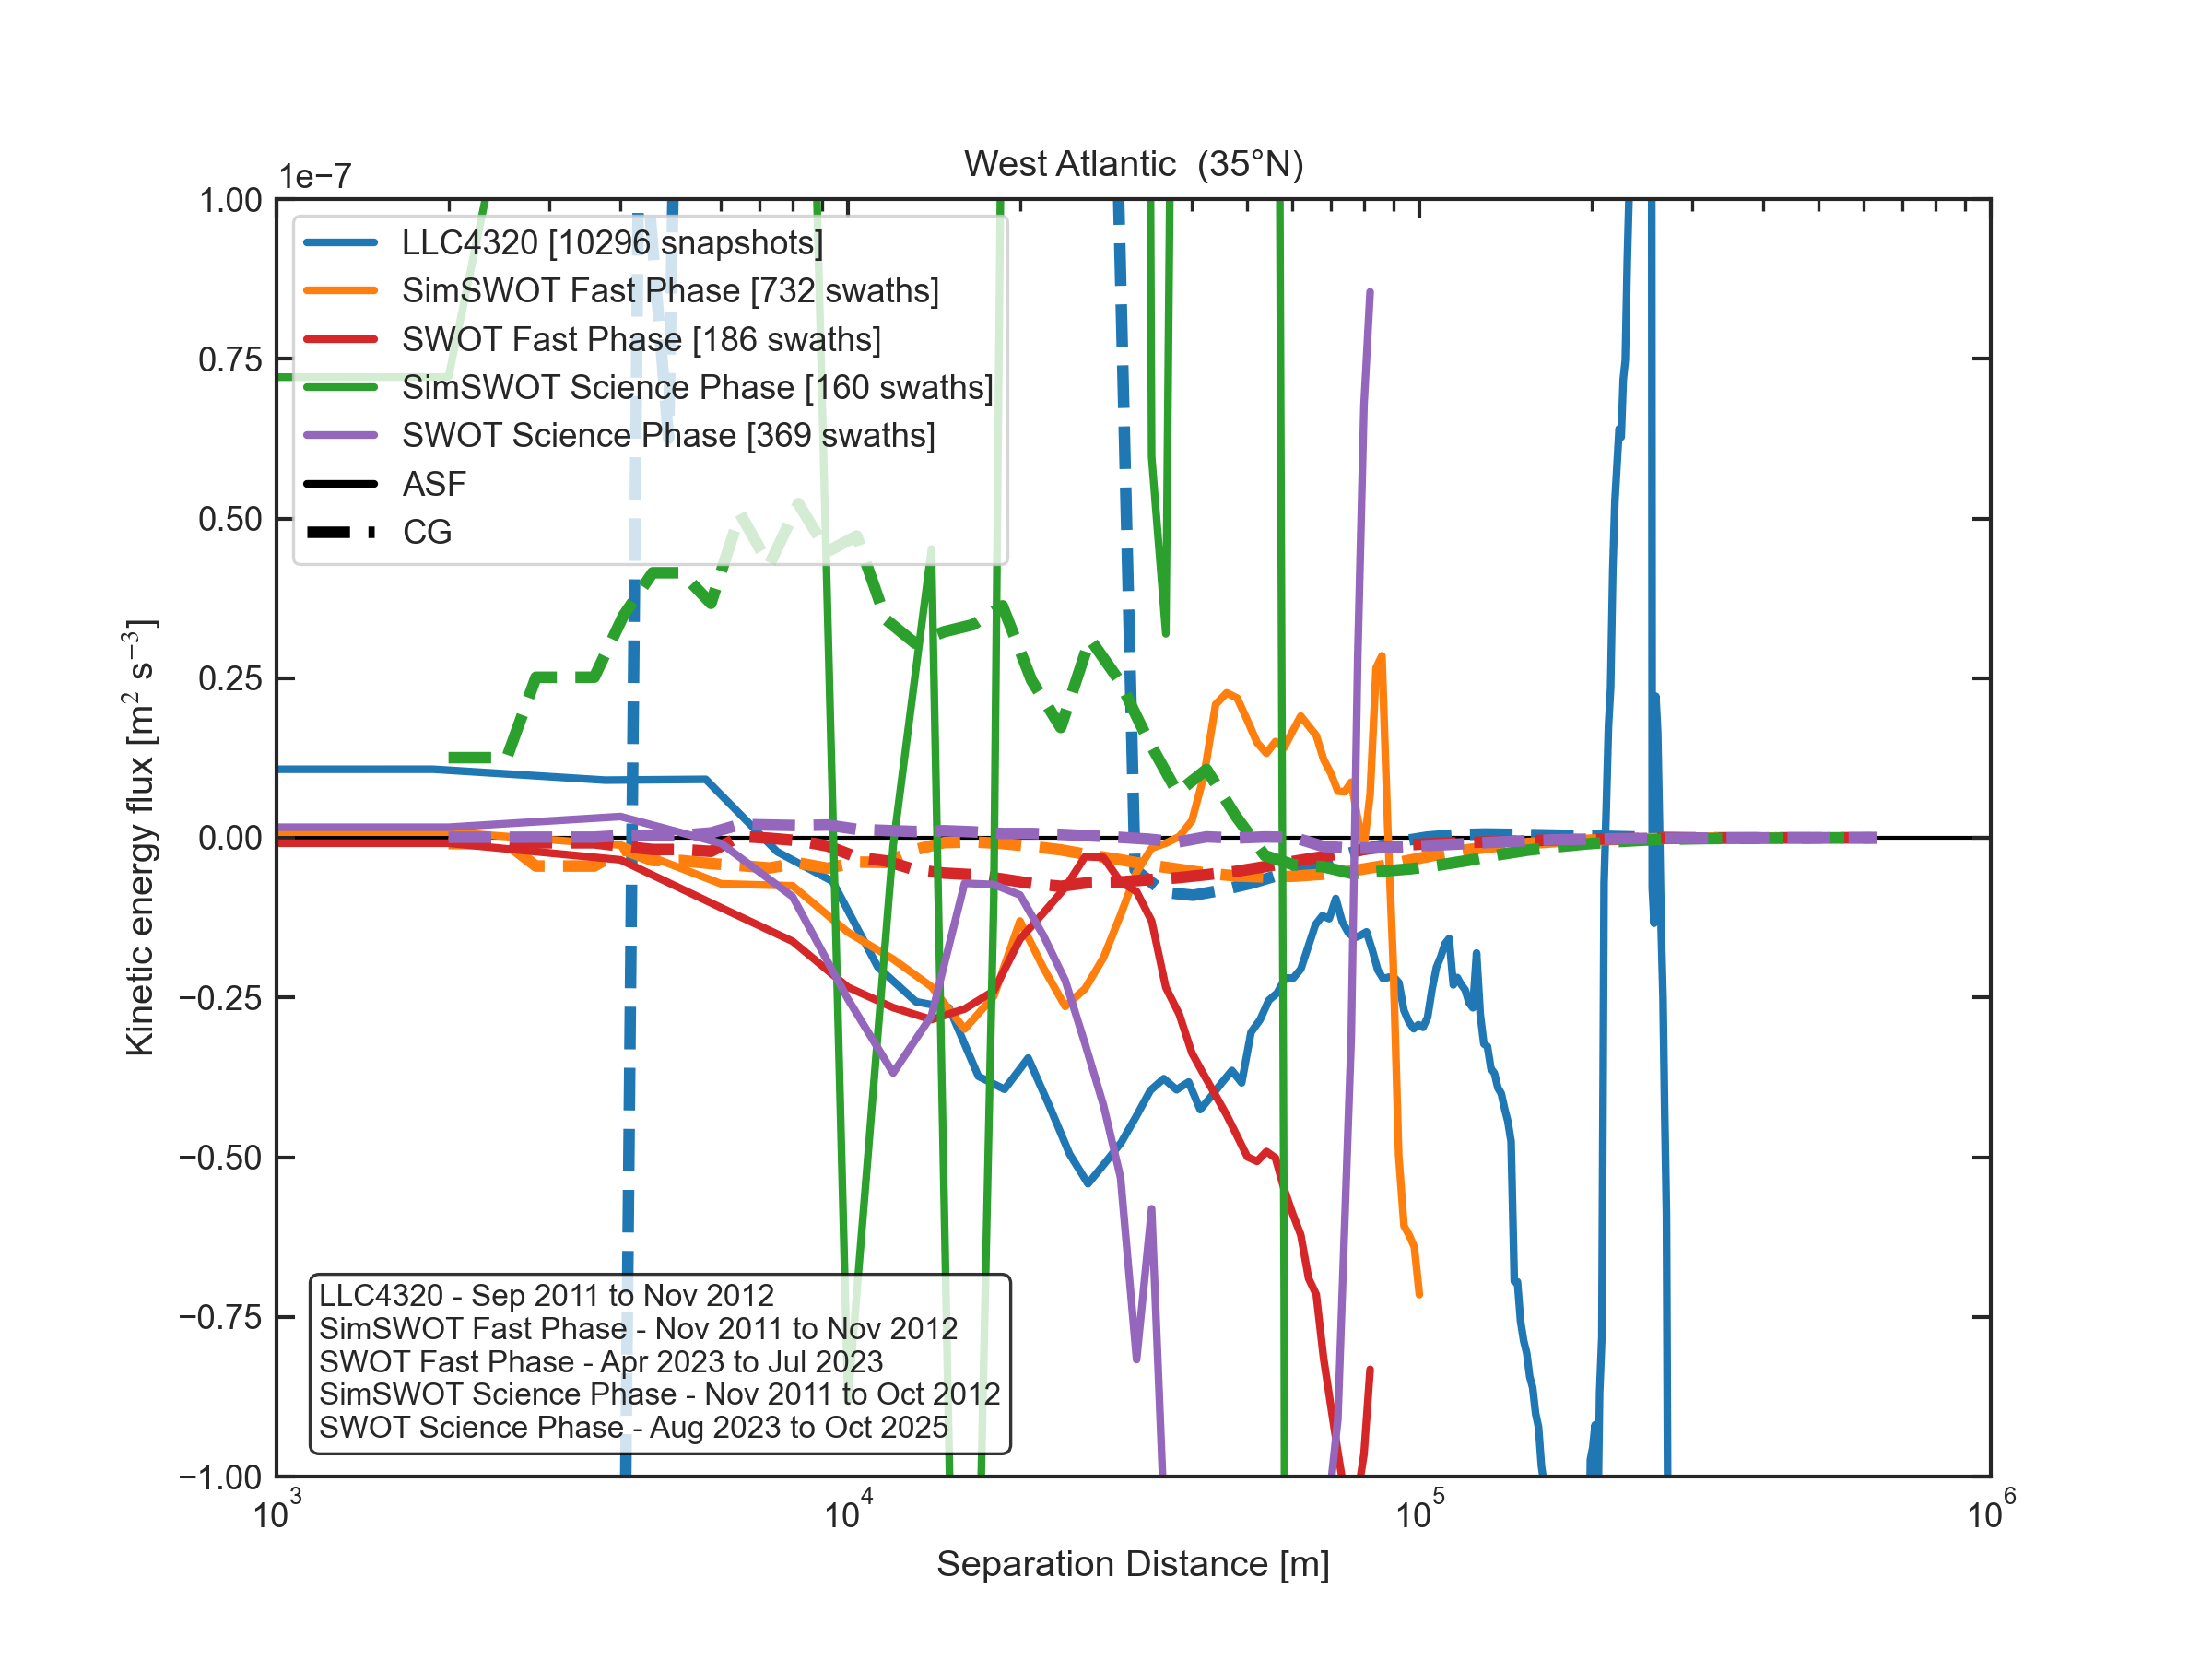 West Atlantic  (35°N)
1e−7
1.00
0.75
0.50
0.25
0.00
−0.25
−0.50
−0.75
−1.00
Kinetic energy flux [m² s⁻³]
LLC4320 [10296 snapshots]
SimSWOT Fast Phase [732 swaths]
SWOT Fast Phase [186 swaths]
SimSWOT Science Phase [160 swaths]
SWOT Science Phase [369 swaths]
ASF
CG
LLC4320 - Sep 2011 to Nov 2012
SimSWOT Fast Phase - Nov 2011 to Nov 2012
SWOT Fast Phase - Apr 2023 to Jul 2023
SimSWOT Science Phase - Nov 2011 to Oct 2012
SWOT Science Phase - Aug 2023 to Oct 2025
10³ 10⁴ 10⁵ 10⁶
Separation Distance [m]